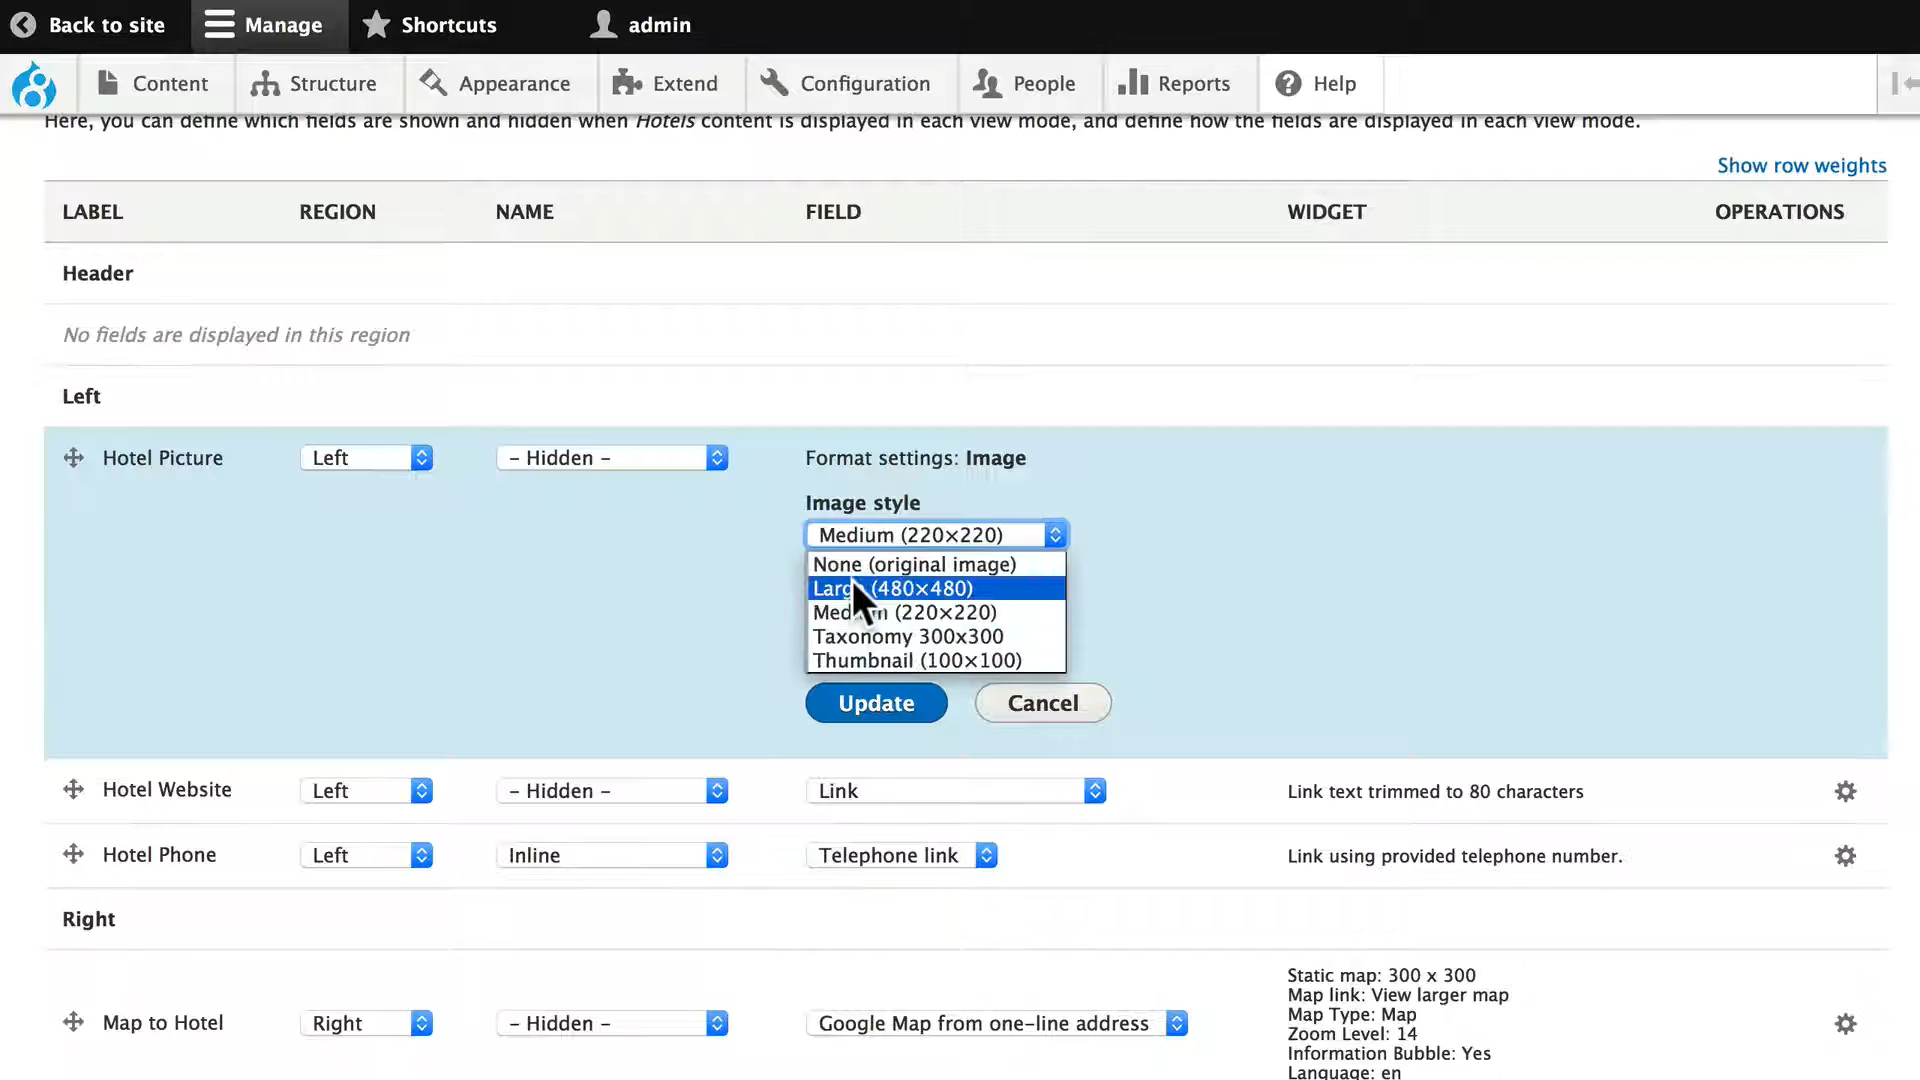 Back to site
Manage
Shortcuts
admin
Content
Structure
Appearance
Extend
Configuration
People
Reports
Help
Here, you can define which fields are shown and hidden when Hotels content is displayed in each view mode, and define how the fields are displayed in each view mode.
Show row weights
LABEL REGION NAME FIELD WIDGET OPERATIONS
Header
No fields are displayed in this region
Left
Hotel Picture Left - Hidden - Format settings: Image
Image style
Medium (220×220)
None (original image)
Large (480×480)
Medium (220×220)
Taxonomy 300x300
Thumbnail (100×100)
Update Cancel
Hotel Website Left - Hidden - Link Link text trimmed to 80 characters
Hotel Phone Left Inline Telephone link Link using provided telephone number.
Right
Static map: 300 x 300
Map link: View larger map
Map Type: Map
Map to Hotel Right - Hidden - Google Map from one-line address
Zoom Level: 14
Information Bubble: Yes
Language: en